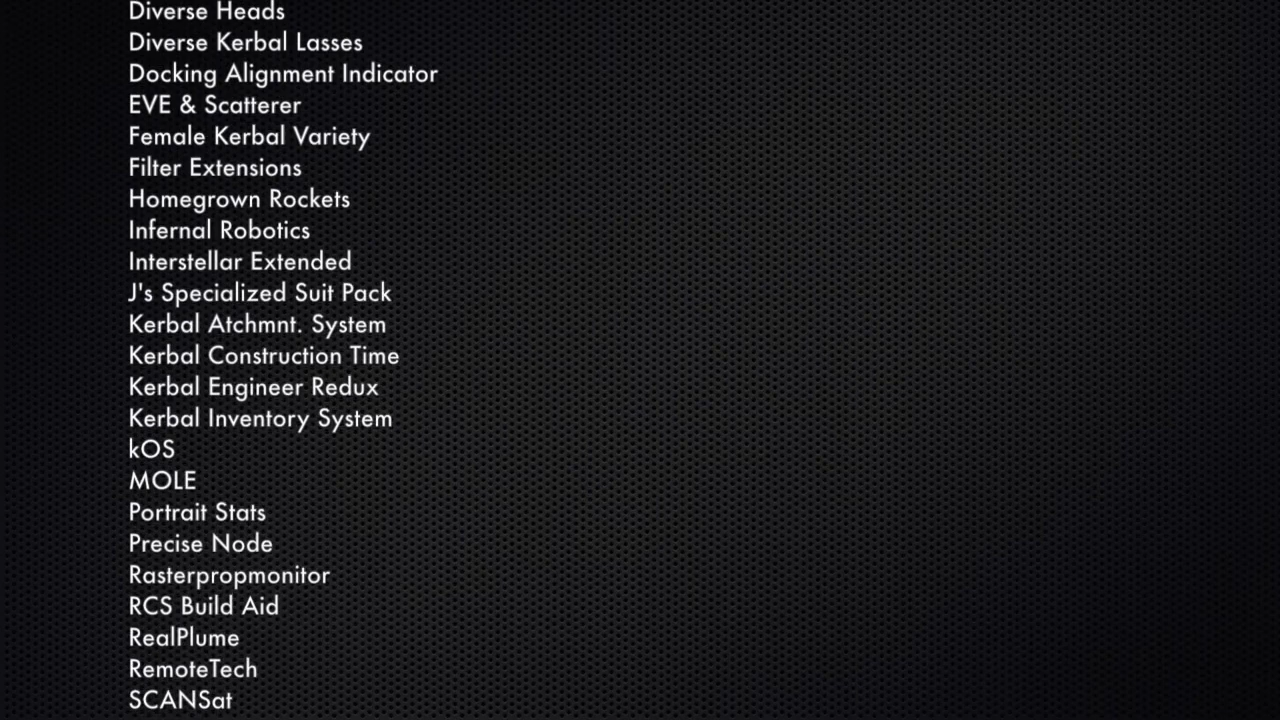 Diverse Heads
Diverse Kerbal Lasses
Docking Alignment Indicator
EVE & Scatterer
Female Kerbal Variety
Filter Extensions
Homegrown Rockets
Infernal Robotics
Interstellar Extended
J's Specialized Suit Pack
Kerbal Atchmnt. System
Kerbal Construction Time
Kerbal Engineer Redux
Kerbal Inventory System
kOS
MOLE
Portrait Stats
Precise Node
Rasterpropmonitor
RCS Build Aid
RealPlume
RemoteTech
SCANSat